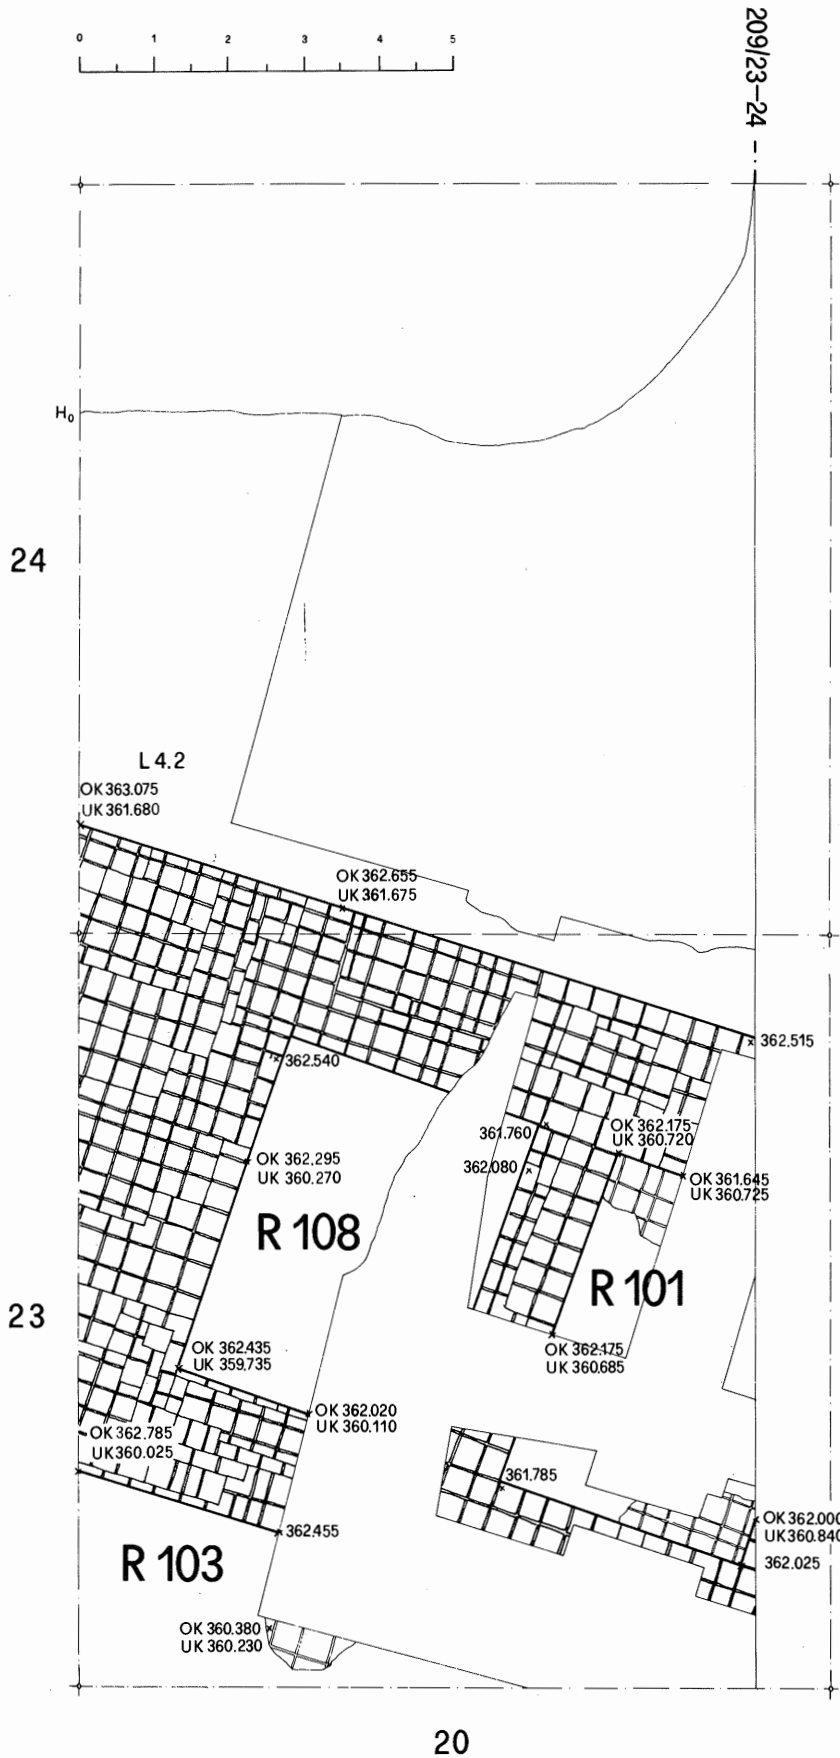 0 1 2 3 4 5
209/23-24
H₀
24
L 4.2
OK 363.075
UK 361.680
OK 362.655
UK 361.675
362.515
362.540
361.760
OK 362.175
UK 360.720
362.080
OK 362.295
UK 360.270
OK 361.645
UK 360.725
R 108
R 101
23
OK 362.435
UK 359.735
OK 362.175
UK 360.685
OK 362.020
UK 360.110
OK 362.785
UK 360.025
361.785
OK 362.000
UK 360.840
362.025
362.455
R 103
OK 360.380
UK 360.230
20